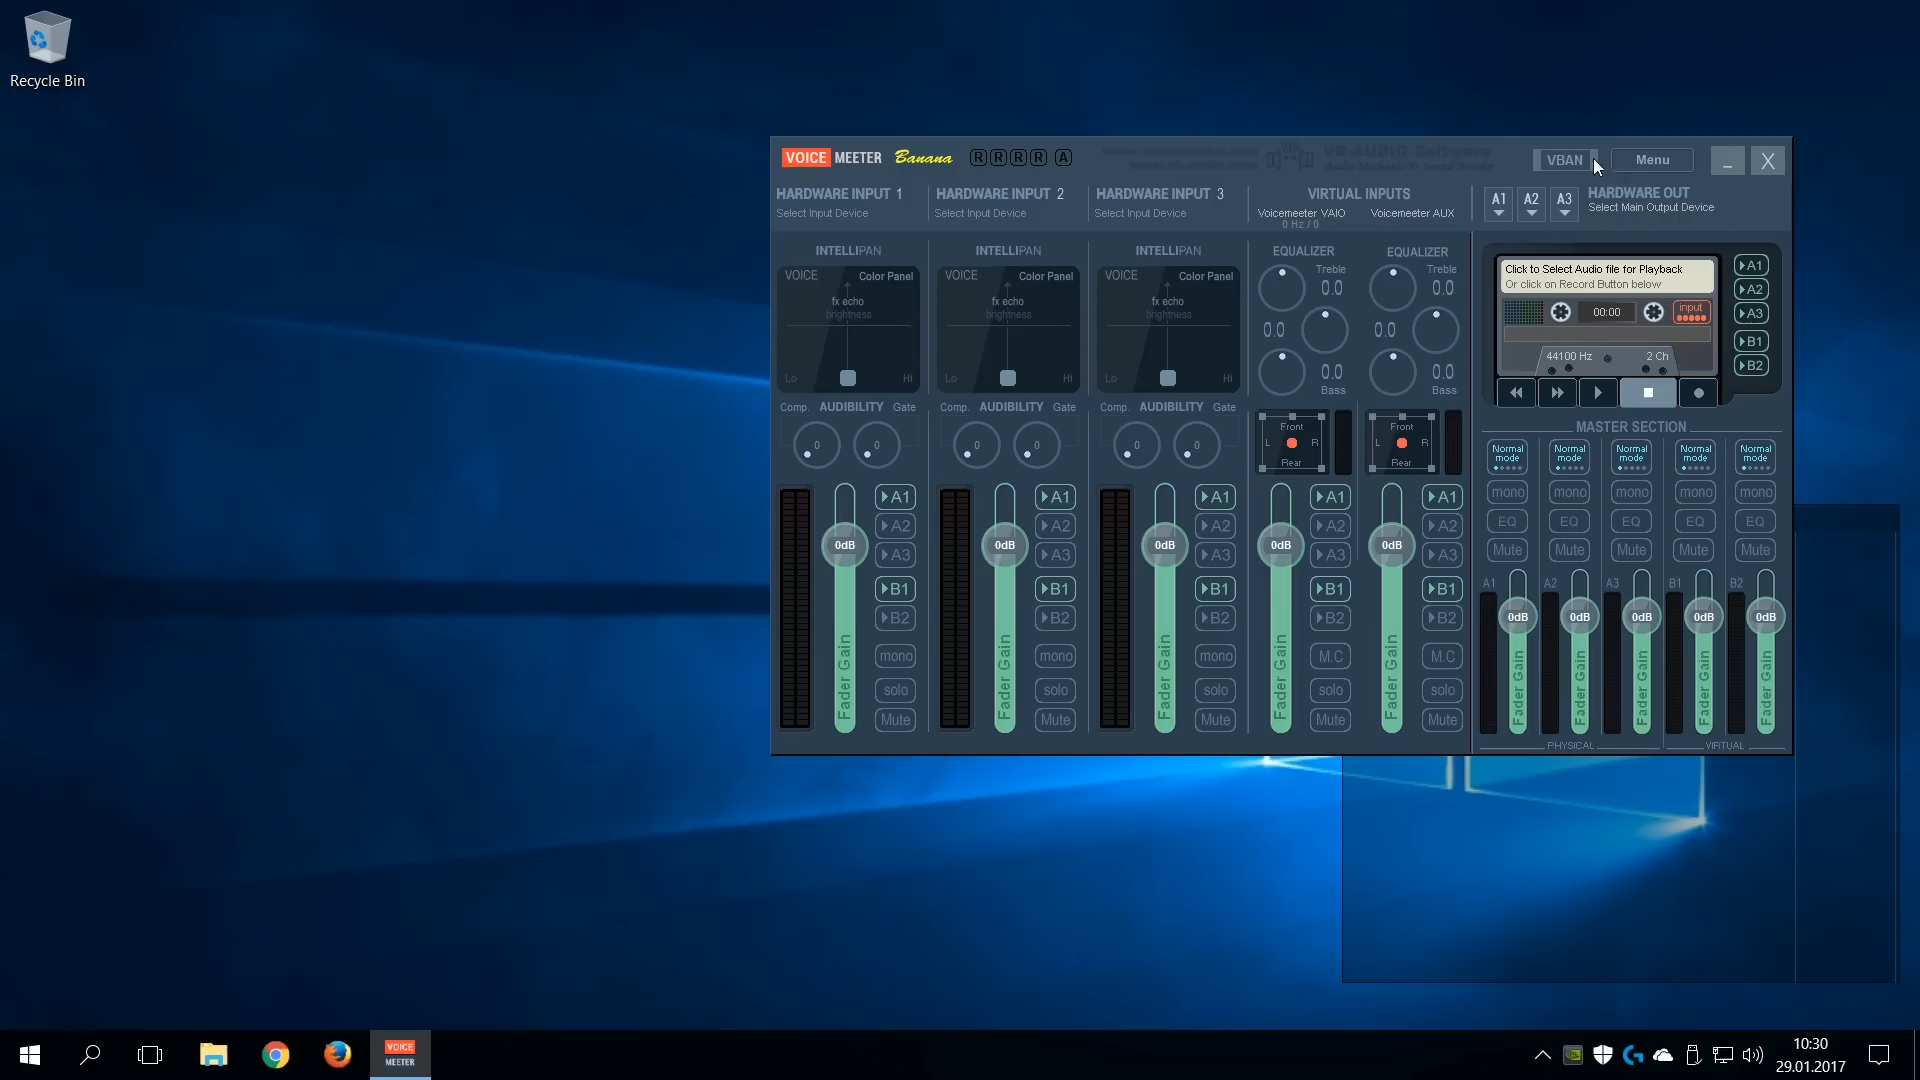 Recycle Bin
VOICE MEETER Banana R R R R A
VB-AUDIO Software
VBAN
Menu
_ X
HARDWARE INPUT 1
Select Input Device
HARDWARE INPUT 2
Select Input Device
HARDWARE INPUT 3
Select Input Device
VIRTUAL INPUTS
Voicemeeter VAIO
0 Hz / 0
Voicemeeter AUX
A1 A2 A3
HARDWARE OUT
Select Main Output Device
INTELLIPAN
VOICE Color Panel
fx echo
brightness
Lo Hi
INTELLIPAN
VOICE Color Panel
fx echo
brightness
Lo Hi
INTELLIPAN
VOICE Color Panel
fx echo
brightness
Lo Hi
EQUALIZER
Treble
0.0
0.0
0.0
Bass
EQUALIZER
Treble
0.0
0.0
0.0
Bass
Click to Select Audio file for Playback
Or click on Record Button below
00:00
input
44100 Hz 2 Ch
A1
A2
A3
B1
B2
Comp. AUDIBILITY Gate
0 0
Comp. AUDIBILITY Gate
0 0
Comp. AUDIBILITY Gate
0 0
Front
L R
Rear
Front
L R
Rear
MASTER SECTION
Normal mode
Normal mode
Normal mode
Normal mode
Normal mode
mono mono mono mono mono
EQ EQ EQ EQ EQ
Mute Mute Mute Mute Mute
0dB
Fader Gain
A1
A2
A3
B1
B2
mono
solo
Mute
0dB
Fader Gain
A1
A2
A3
B1
B2
mono
solo
Mute
0dB
Fader Gain
A1
A2
A3
B1
B2
mono
solo
Mute
0dB
Fader Gain
A1
A2
A3
B1
B2
M.C
solo
Mute
0dB
Fader Gain
A1
A2
A3
B1
B2
M.C
solo
Mute
A1 A2 A3 B1 B2
0dB 0dB 0dB 0dB 0dB
Fader Gain Fader Gain Fader Gain Fader Gain Fader Gain
PHYSICAL VIRTUAL
VOICE
MEETER
10:30
29.01.2017